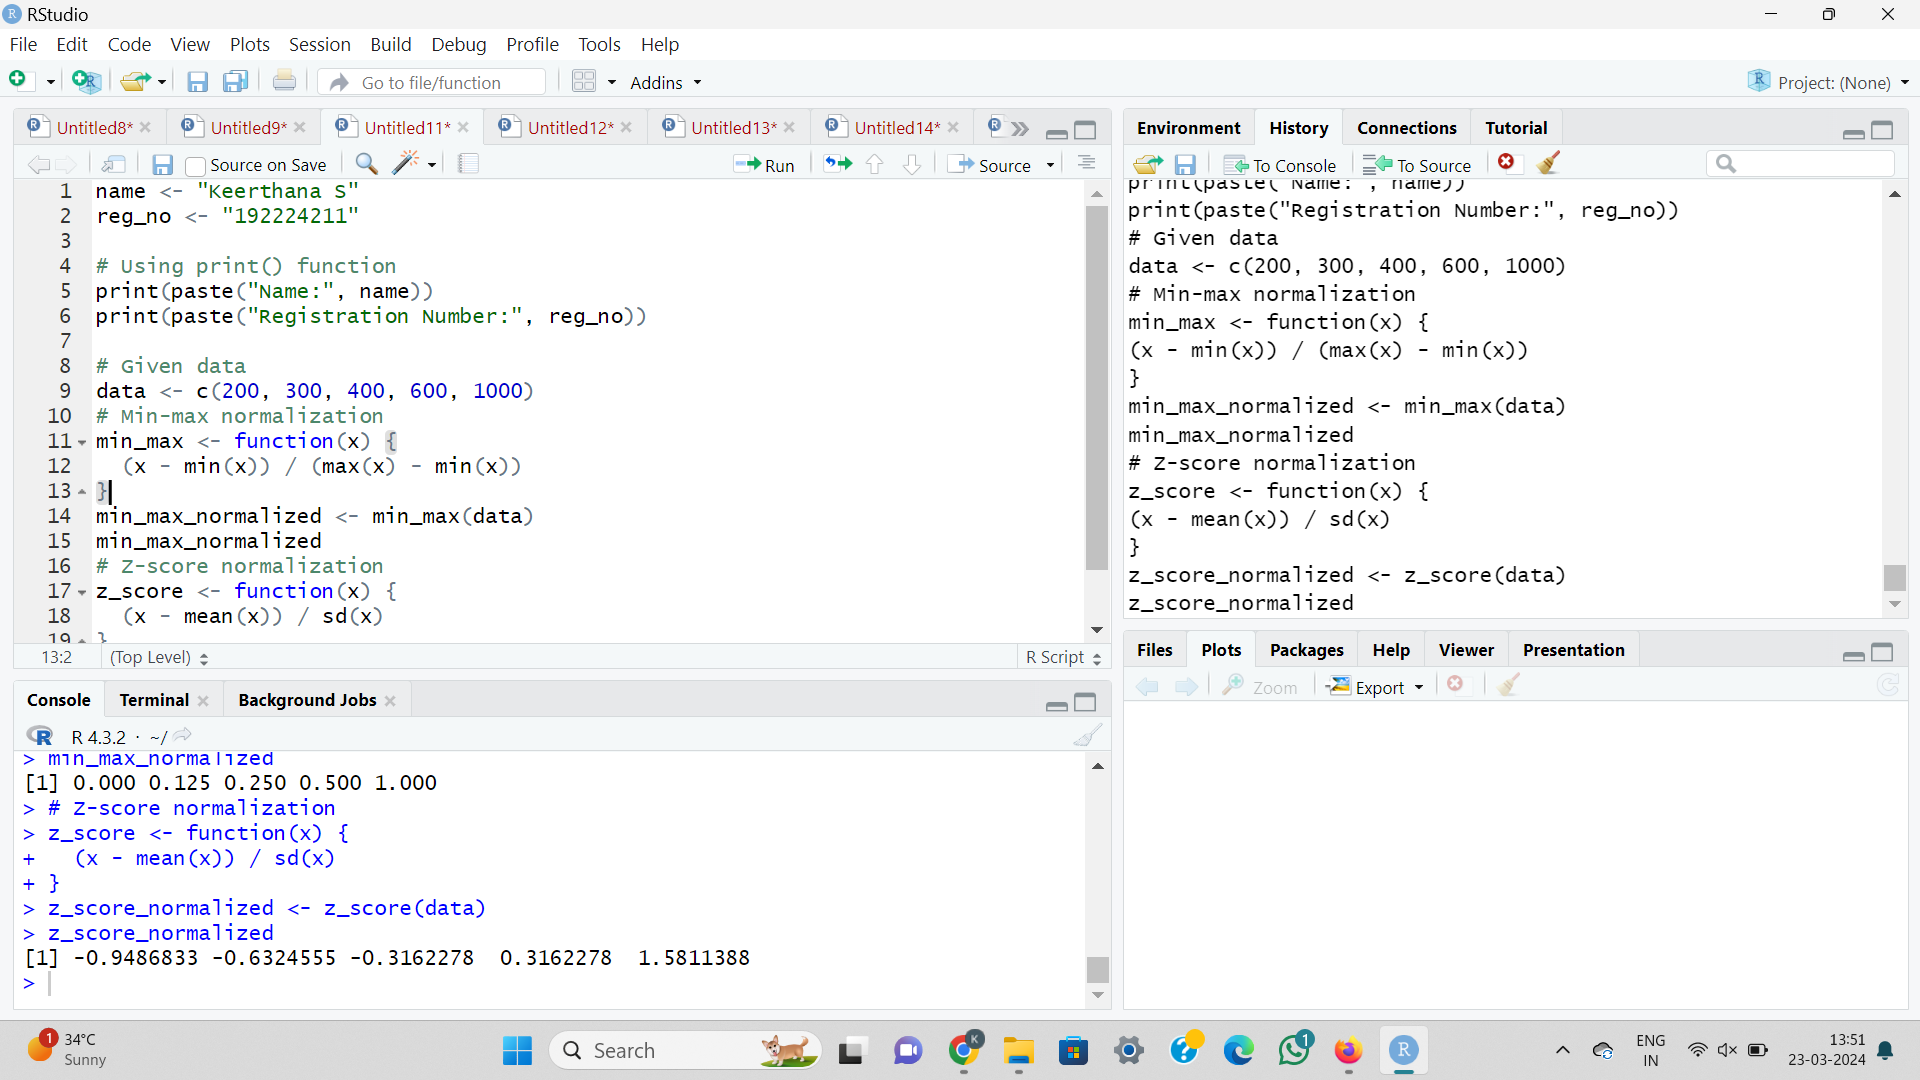 RStudio
File Edit Code View Plots Session Build Debug Profile Tools Help
Go to file/function Addins Project: (None)
Untitled8* Untitled9* Untitled11* Untitled12* Untitled13* Untitled14*
Source on Save Run Source
1 name <- "Keerthana S"
2 reg_no <- "192224211"
3
4 # Using print() function
5 print(paste("Name:", name))
6 print(paste("Registration Number:", reg_no))
7
8 # Given data
9 data <- c(200, 300, 400, 600, 1000)
10 # Min-max normalization
11 min_max <- function(x) {
12 (x - min(x)) / (max(x) - min(x))
13 }
14 min_max_normalized <- min_max(data)
15 min_max_normalized
16 # Z-score normalization
17 z_score <- function(x) {
18 (x - mean(x)) / sd(x)
19 }
13:2 (Top Level) R Script
Console Terminal Background Jobs
R 4.3.2 · ~/
> min_max_normalized
[1] 0.000 0.125 0.250 0.500 1.000
> # Z-score normalization
> z_score <- function(x) {
+ (x - mean(x)) / sd(x)
+ }
> z_score_normalized <- z_score(data)
> z_score_normalized
[1] -0.9486833 -0.6324555 -0.3162278 0.3162278 1.5811388
>
Environment History Connections Tutorial
To Console To Source
print(paste("Name:", name))
print(paste("Registration Number:", reg_no))
# Given data
data <- c(200, 300, 400, 600, 1000)
# Min-max normalization
min_max <- function(x) {
(x - min(x)) / (max(x) - min(x))
}
min_max_normalized <- min_max(data)
min_max_normalized
# Z-score normalization
z_score <- function(x) {
(x - mean(x)) / sd(x)
}
z_score_normalized <- z_score(data)
z_score_normalized
Files Plots Packages Help Viewer Presentation
Zoom Export
1 34°C
Sunny
Search
K
1
ENG
IN
13:51
23-03-2024